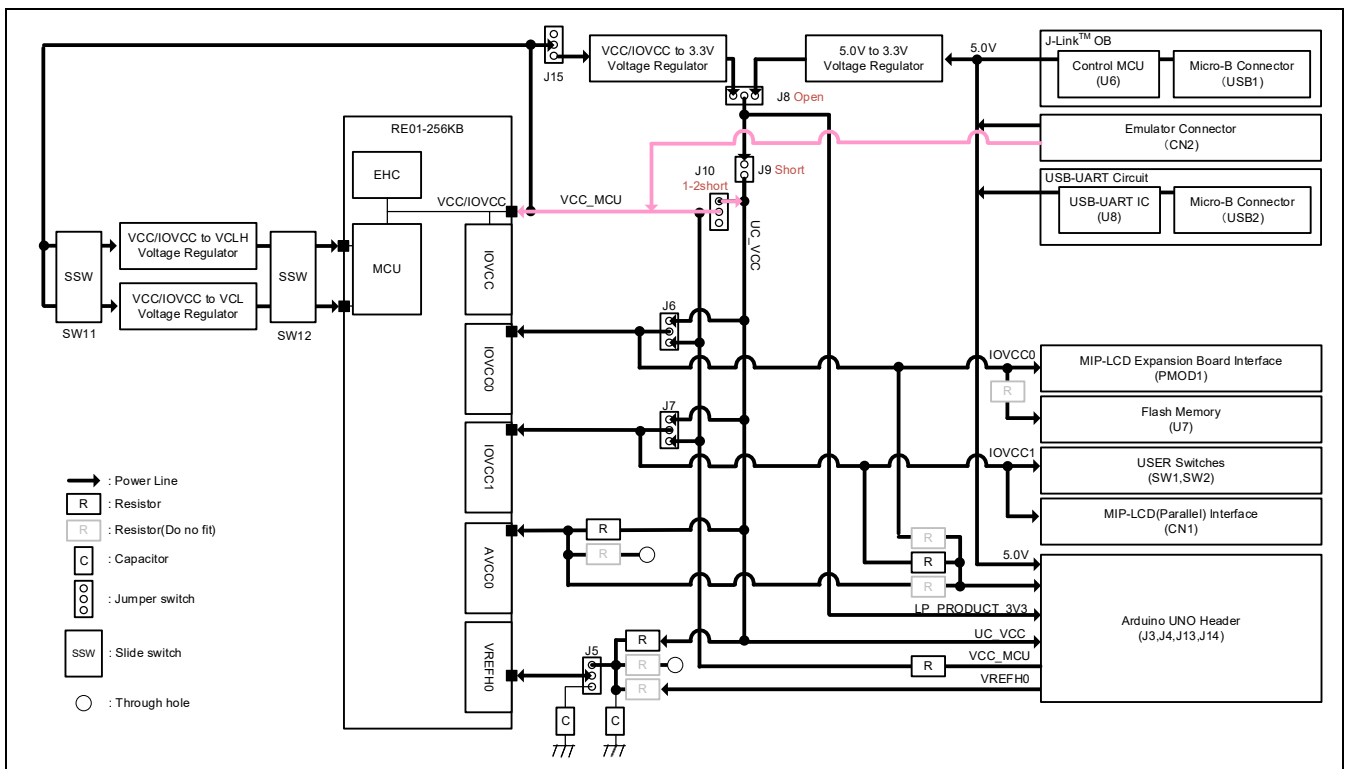 J-Link™ OB
VCC/IOVCC to 3.3V
Voltage Regulator
5.0V to 3.3V
Voltage Regulator
5.0V
Control MCU
(U6)
Micro-B Connector
(USB1)
J15
J8 Open
RE01-256KB
Emulator Connector
(CN2)
EHC
J10
1-2short
J9 Short
USB-UART Circuit
USB-UART IC
(U8)
Micro-B Connector
(USB2)
VCC/IOVCC
VCC_MCU
UC_VCC
SSW
VCC/IOVCC to VCLH
Voltage Regulator
VCC/IOVCC to VCL
Voltage Regulator
SSW
MCU
IOVCC
SW11
SW12
J6
IOVCC0
IOVCC0
MIP-LCD Expansion Board Interface
(PMOD1)
R
Flash Memory
(U7)
J7
IOVCC1
IOVCC1
USER Switches
(SW1,SW2)
MIP-LCD(Parallel) Interface
(CN1)
: Power Line
R : Resistor
R : Resistor(Do no fit)
C : Capacitor
: Jumper switch
SSW : Slide switch
: Through hole
AVCC0
R
R
R
R
R
5.0V
LP_PRODUCT_3V3
UC_VCC
VCC_MCU
VREFH0
Arduino UNO Header
(J3,J4,J13,J14)
VREFH0
J5
R
R
R
R
C
C